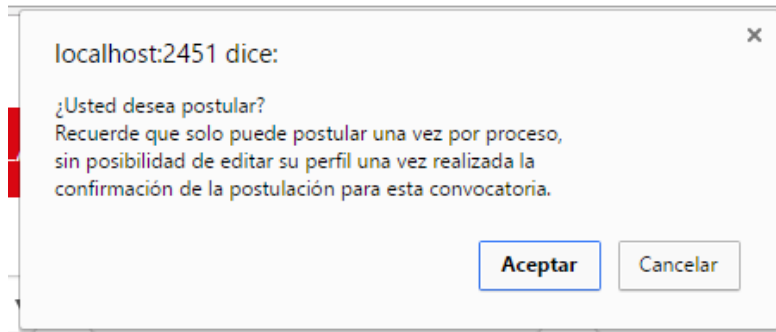 localhost:2451 dice:
¿Usted desea postular?
Recuerde que solo puede postular una vez por proceso,
sin posibilidad de editar su perfil una vez realizada la
confirmación de la postulación para esta convocatoria.
Aceptar Cancelar